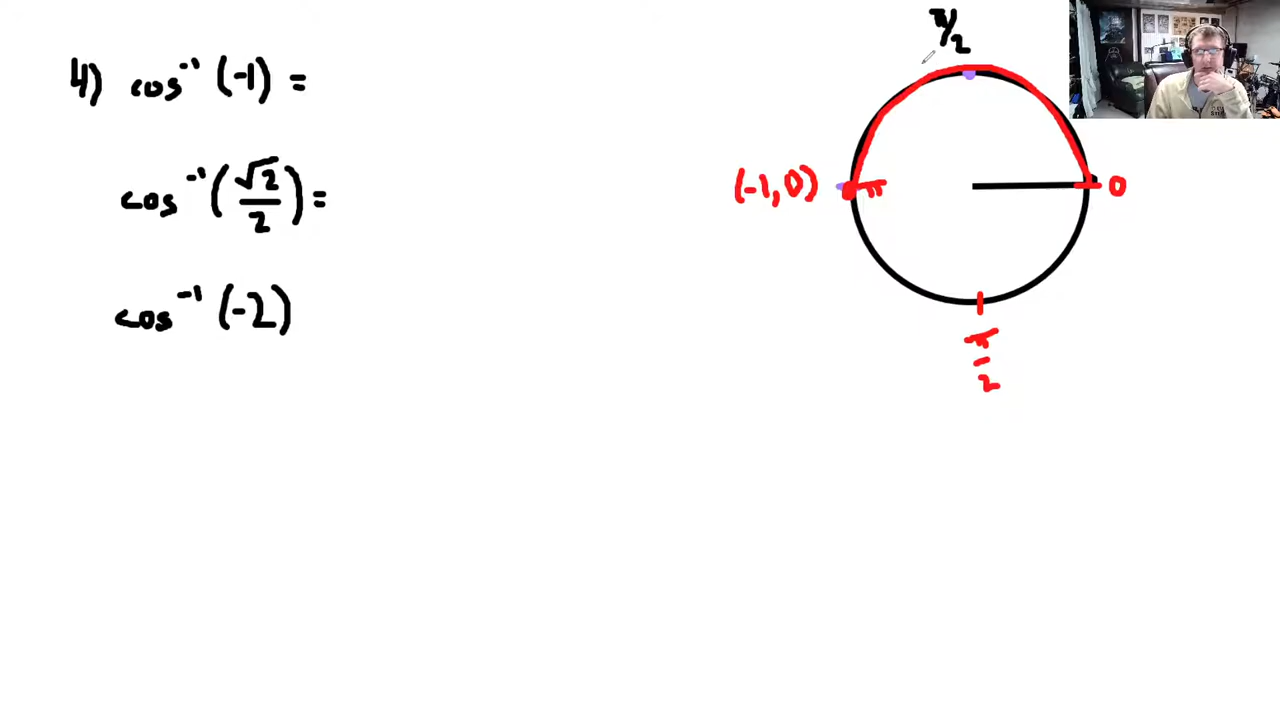 4) cos⁻¹ (-1) =
cos⁻¹ (√2/2) =
cos⁻¹ (-2)
π/2
(-1, 0)
π
0
π/2